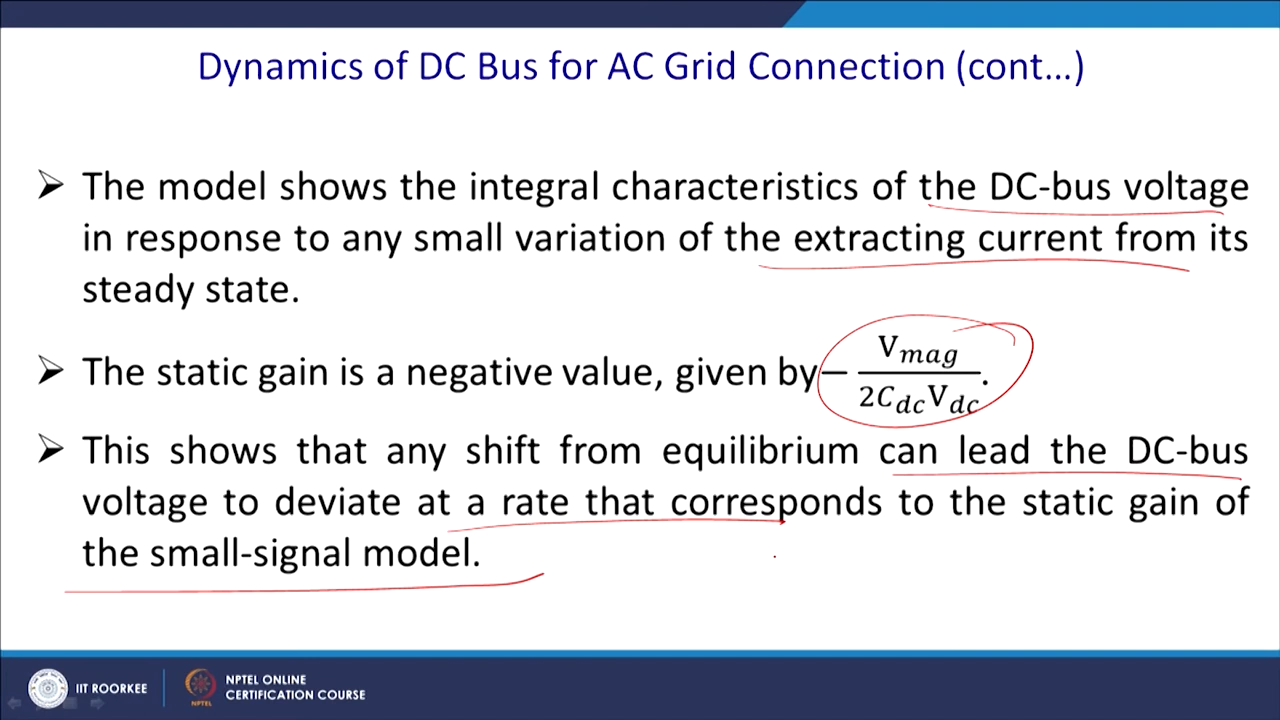 Dynamics of DC Bus for AC Grid Connection (cont...)
➢ The model shows the integral characteristics of the DC-bus voltage
in response to any small variation of the extracting current from its
steady state.
➢ The static gain is a negative value, given by − V_mag / 2C_dc V_dc.
➢ This shows that any shift from equilibrium can lead the DC-bus
voltage to deviate at a rate that corresponds to the static gain of
the small-signal model.
IIT ROORKEE
NPTEL ONLINE
CERTIFICATION COURSE
NPTEL